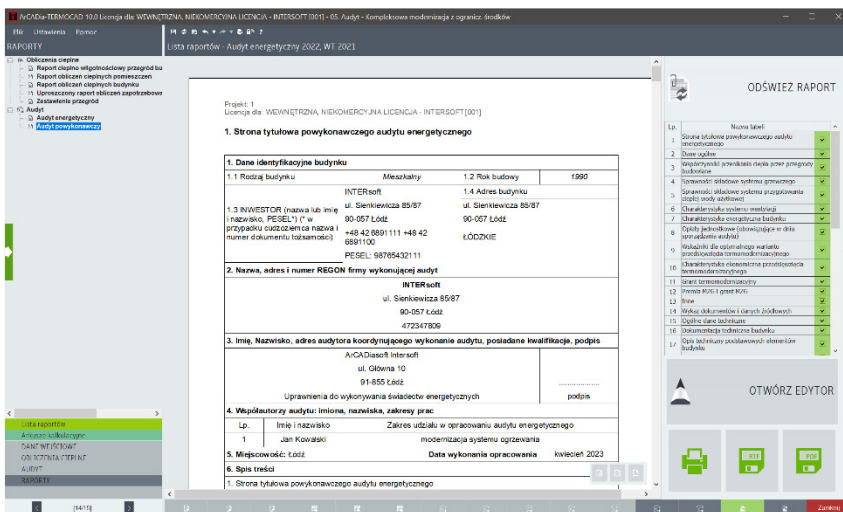 ArCADia-TERMOCAD 10.0 Licencja dla: WEWNĘTRZNA, NIEKOMERCYJNA LICENCJA - INTERSOFT [001] - 05. Audyt - Kompleksowa modernizacja z ogranicz. środków
Plik Ustawienia Pomoc
RAPORTY
Lista raportów - Audyt energetyczny 2022, WT 2021
Obliczenia cieplne
Raport cieplno wilgotnościowy przegród bu
Raport obliczeń cieplnych pomieszczeń
Raport obliczeń cieplnych budynku
Uproszczony raport obliczeń zapotrzebowa
Zestawienie przegród
Audyt
Audyt energetyczny
Audyt powykonawczy
Lista raportów
Arkusze kalkulacyjne
DANE WEJŚCIOWE
OBLICZENIA CIEPLNE
AUDYT
RAPORTY
[14/15]
Projekt: 1
Licencja dla: WEWNĘTRZNA, NIEKOMERCYJNA LICENCJA - INTERSOFT [001]
1. Strona tytułowa powykonawczego audytu energetycznego
1. Dane identyfikacyjne budynku
1.1 Rodzaj budynku Mieszkalny 1.2 Rok budowy 1990
1.3 INWESTOR (nazwa lub imię i nazwisko, PESEL*) (* w przypadku cudzoziemca nazwa i numer dokumentu tożsamości)
INTERsoft
ul. Sienkiewicza 85/87
90-057 Łódź
+48 42 6891111 +48 42
6891100
PESEL: 98765432111
1.4 Adres budynku
ul. Sienkiewicza 85/87
90-057 Łódź
ŁÓDZKIE
2. Nazwa, adres i numer REGON firmy wykonującej audyt
INTERsoft
ul. Sienkiewicza 85/87
90-057 Łódź
472347809
3. Imię, Nazwisko, adres audytora koordynującego wykonanie audytu, posiadane kwalifikacje, podpis
ArCADiasoft Intersoft
ul. Główna 10
91-855 Łódź
Uprawnienia do wykonywania świadectw energetycznych
....................
podpis
4. Współautorzy audytu: imiona, nazwiska, zakresy prac
Lp. Imię i nazwisko Zakres udziału w opracowaniu audytu energetycznego
1 Jan Kowalski modernizacja systemu ogrzewania
5. Miejscowość: Łódź Data wykonania opracowania kwiecień 2023
6. Spis treści
1. Strona tytułowa powykonawczego audytu energetycznego
ODŚWIEŻ RAPORT
Lp. Nazwa tabeli
1 Strona tytułowa powykonawczego audytu
energetycznego
2 Dane ogólne
3 Współczynniki przenikania ciepła przez przegrody
budowlane
4 Sprawności składowe systemu grzewczego
5 Sprawności składowe systemu przygotowania
ciepłej wody użytkowej
6 Charakterystyka systemu wentylacji
7 Charakterystyka energetyczna budynku
8 Opłaty jednostkowe (obowiązujące w dniu
sporządzania audytu)
9 Wskaźniki dla optymalnego wariantu
przedsięwzięcia termomodernizacyjnego
10 Charakterystyka ekonomiczna przedsięwzięcia
termomodernizacyjnego
11 Grant termomodernizacyjny
12 Premia MZG i grant MZG
13 Inne
14 Wykaz dokumentów i danych źródłowych
15 Ogólne dane techniczne
16 Dokumentacja techniczna budynku
17 Opis techniczny podstawowych elementów
budynku
OTWÓRZ EDYTOR
RTF
PDF
Zamknij